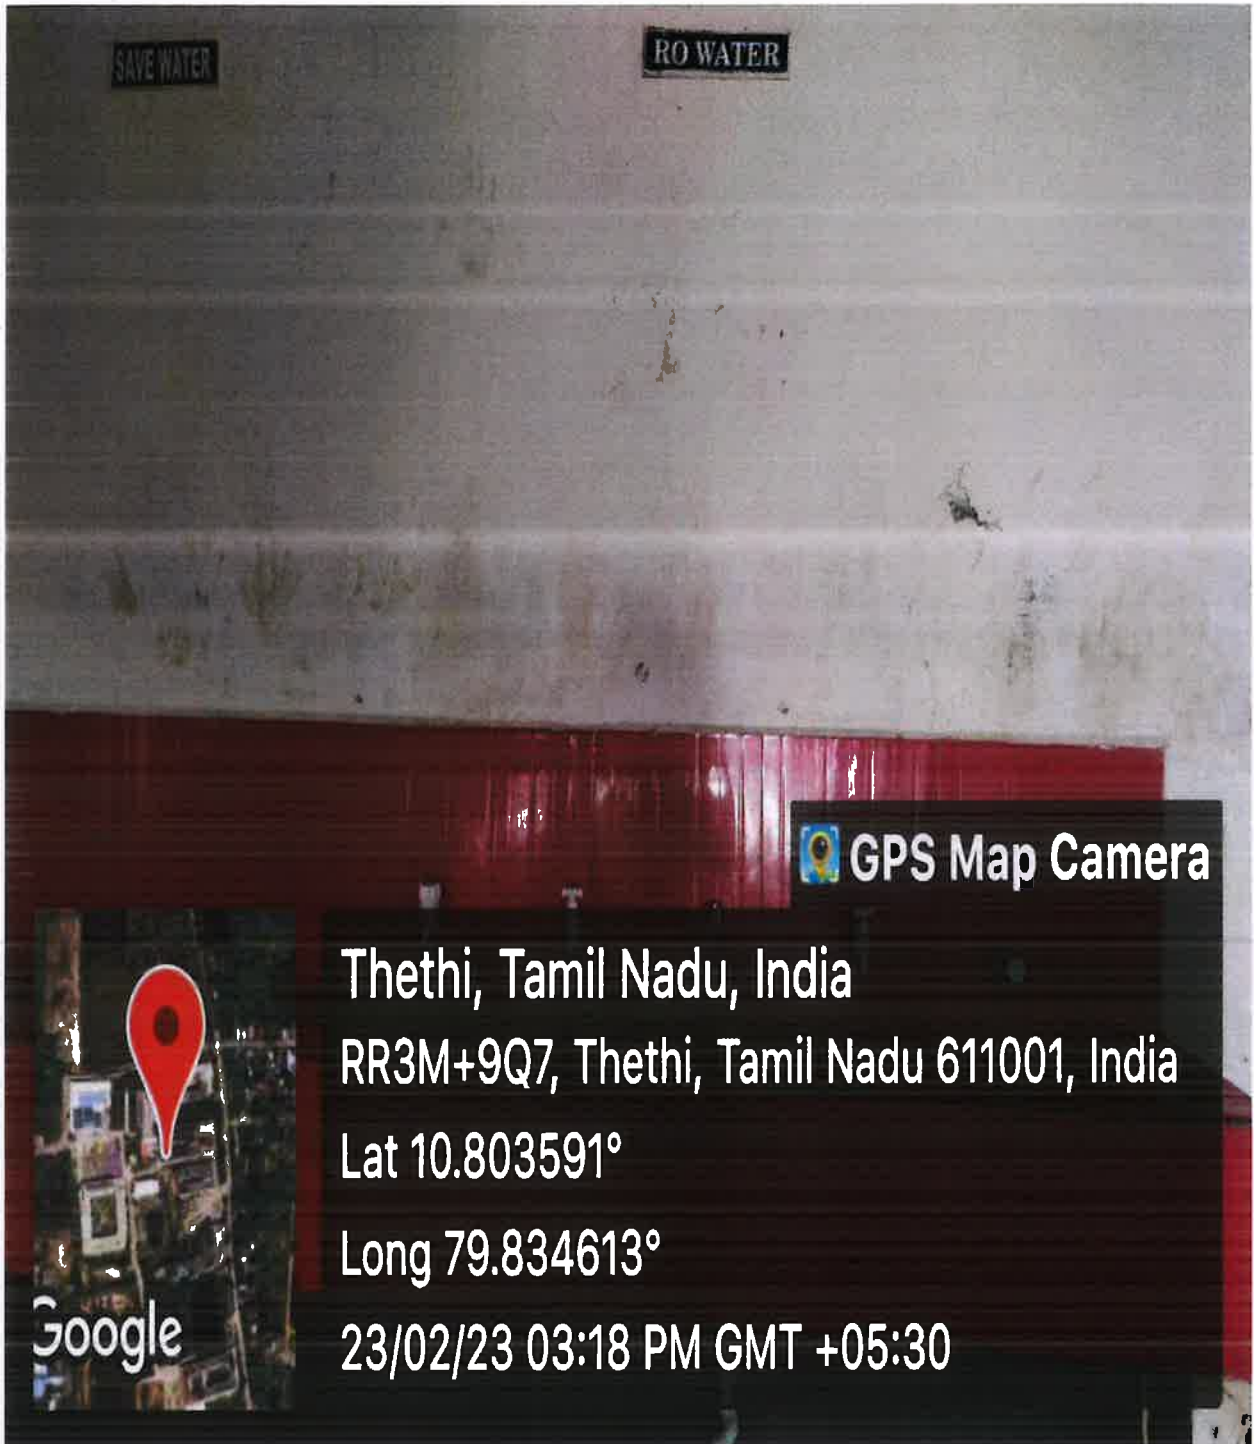 SAVE WATER
RO WATER
GPS Map Camera
Thethi, Tamil Nadu, India
RR3M+9Q7, Thethi, Tamil Nadu 611001, India
Lat 10.803591°
Long 79.834613°
23/02/23 03:18 PM GMT +05:30
Google